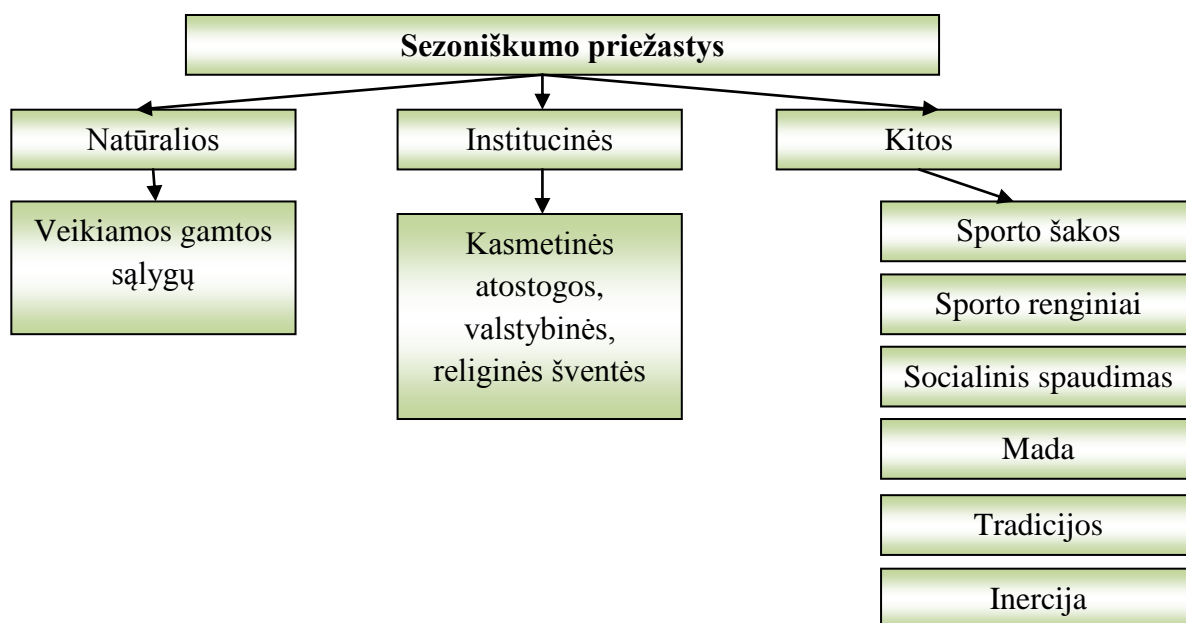 Sezoniškumo priežastys
Natūralios
Institucinės
Kitos
Veikiamos gamtos
sąlygų
Kasmetinės
atostogos,
valstybinės,
religinės šventės
Sporto šakos
Sporto renginiai
Socialinis spaudimas
Mada
Tradicijos
Inercija